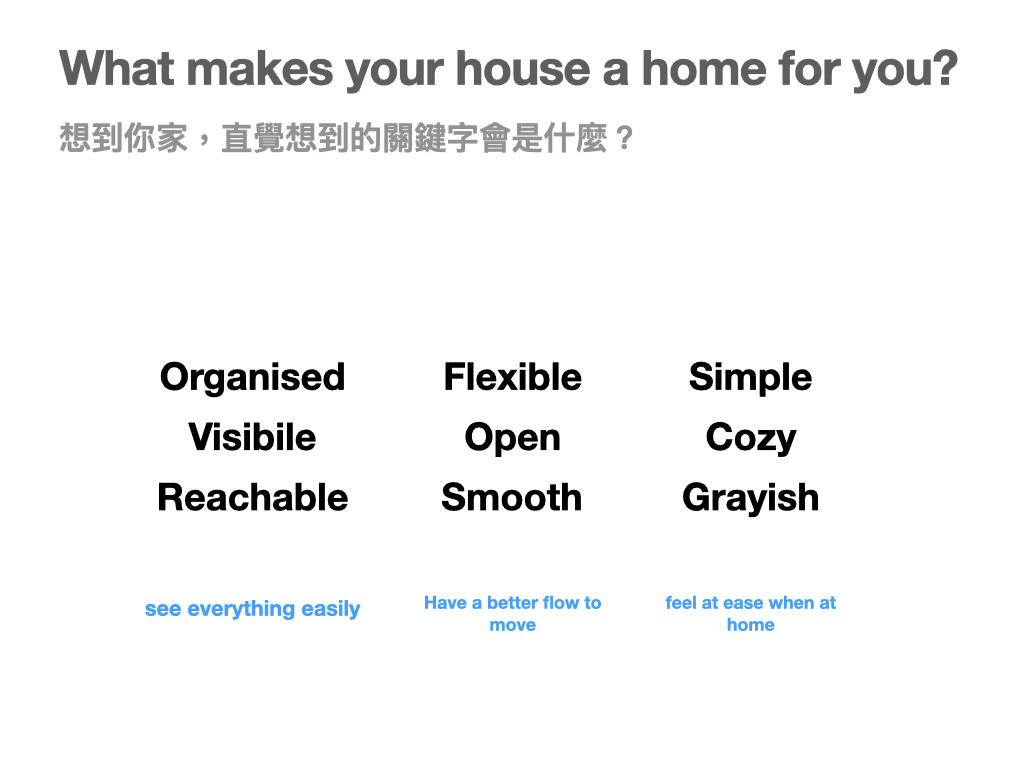 What makes your house a home for you?
想到你家，直覺想到的關鍵字會是什麼？
Organised
Visibile
Reachable
Flexible
Open
Smooth
Simple
Cozy
Grayish
see everything easily
Have a better flow to
move
feel at ease when at
home